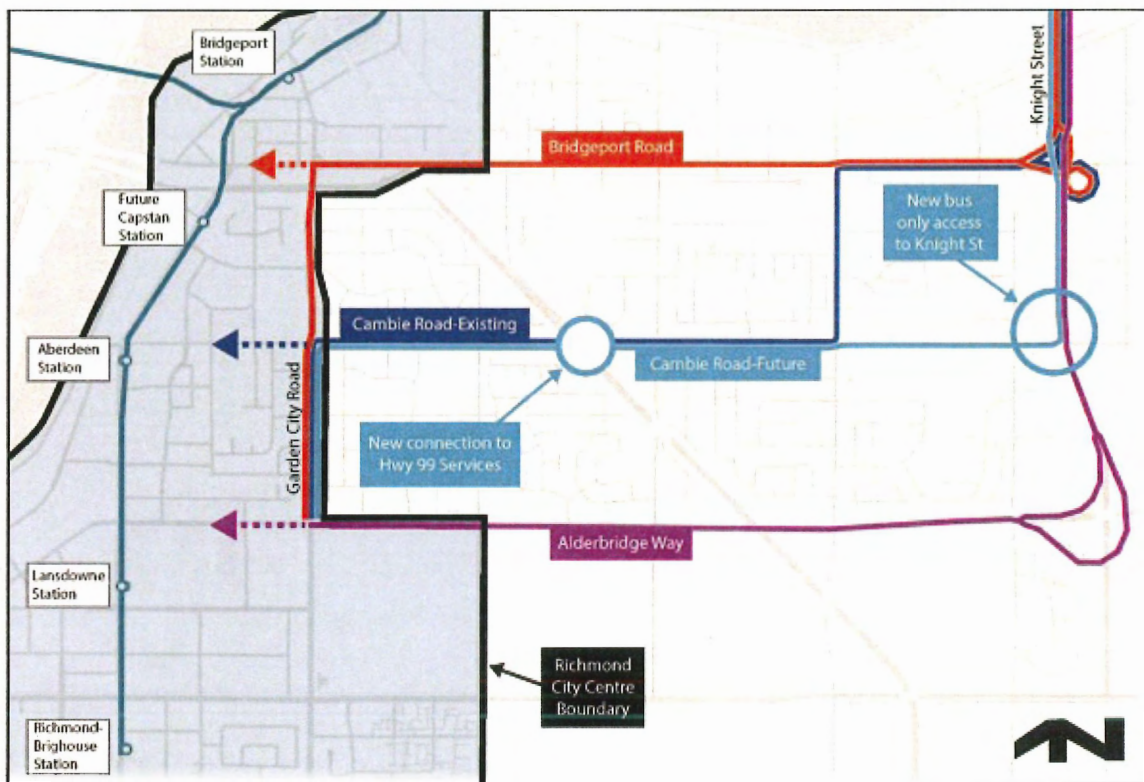 Bridgeport
Station
Knight Street
Bridgeport Road
Future
Capstan
Station
New bus
only access
to Knight St
Cambie Road-Existing
Aberdeen
Station
Cambie Road-Future
Garden City Road
New connection to
Hwy 99 Services
Alderbridge Way
Lansdowne
Station
Richmond
City Centre
Boundary
Richmond-
Brighouse
Station
N